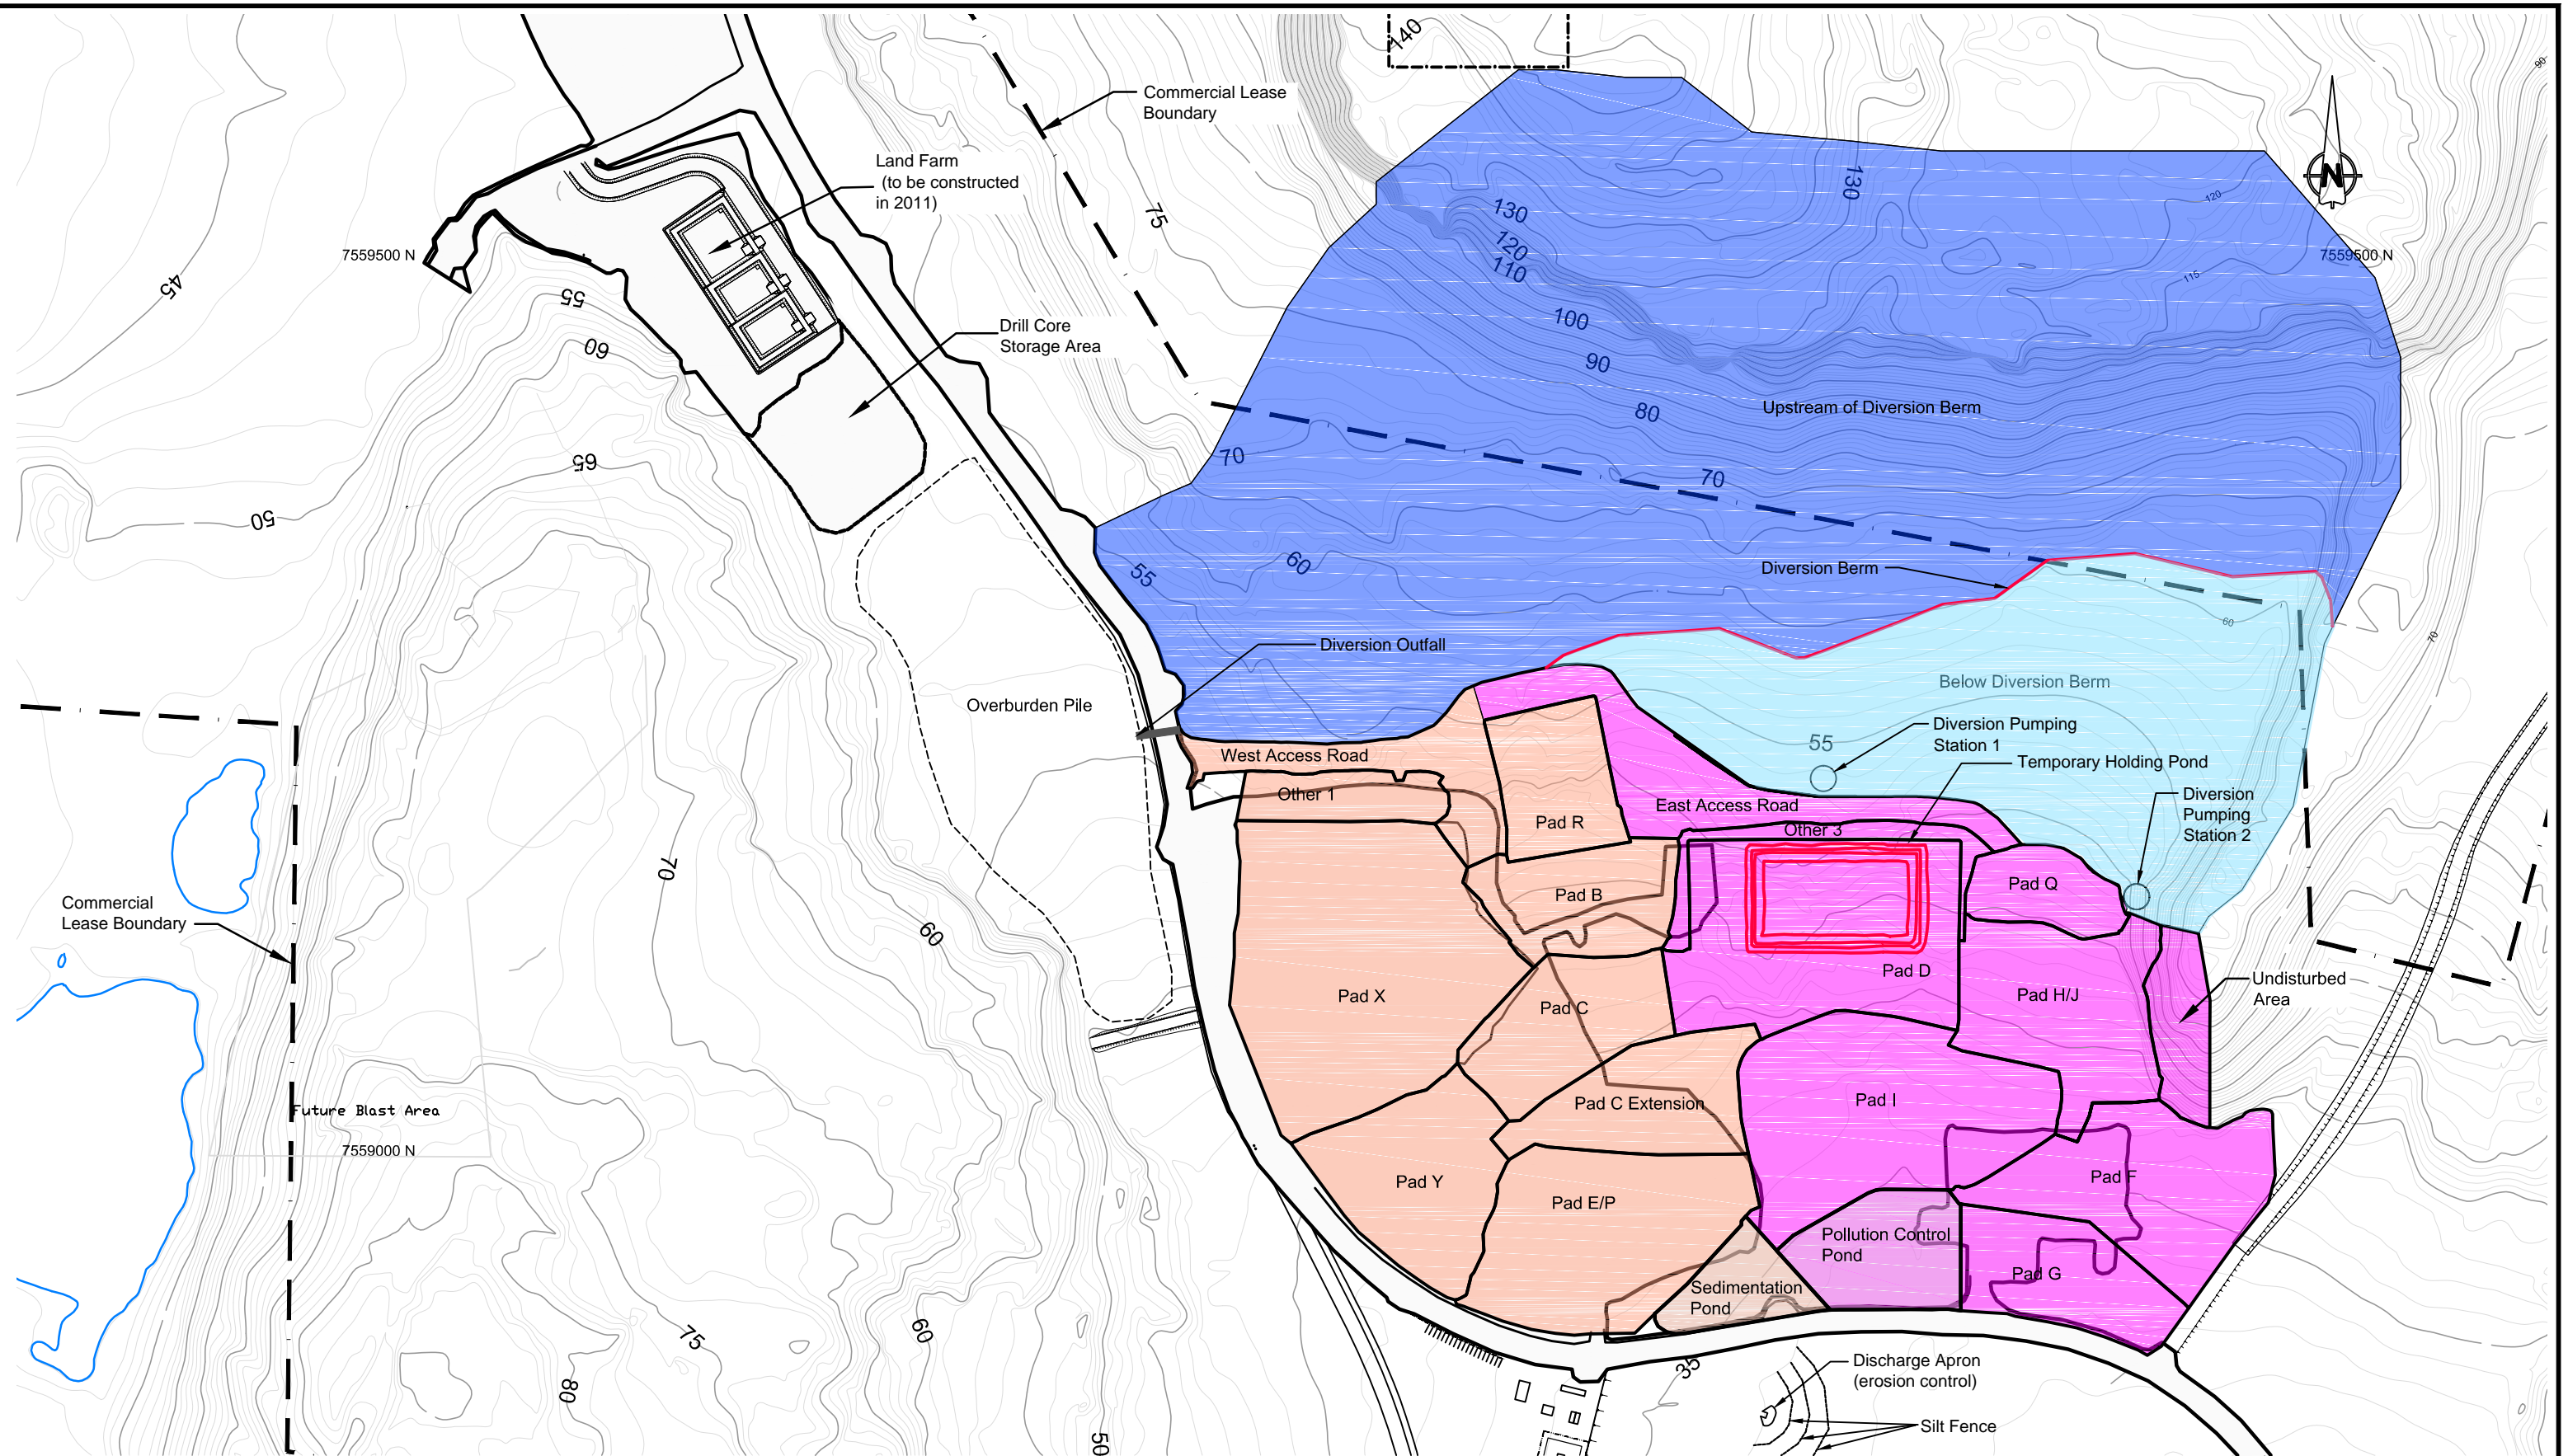 140
90
Commercial Lease
Boundary
Land Farm
(to be constructed
in 2011)
N
130
75
130
120
120
110
7559500 N
7559500 N
115
45
55
100
60
Drill Core
Storage Area
90
80
Upstream of Diversion Berm
70
65
70
50
60
55
Diversion Berm
60
70
Diversion Outfall
Below Diversion Berm
Overburden Pile
Diversion Pumping
Station 1
55
West Access Road
Temporary Holding Pond
Other 1
Diversion
Pumping
Station 2
East Access Road
Pad R
Other 3
70
Pad B
Pad Q
Commercial
Lease Boundary
60
Pad D
Undisturbed
Area
Pad X
Pad C
Pad H/J
Future Blast Area
Pad C Extension
Pad I
7559000 N
Pad Y
Pad E/P
Pad F
Pollution Control
Pond
Pad G
Sedimentation
Pond
75
60
35
Discharge Apron
(erosion control)
80
50
Silt Fence